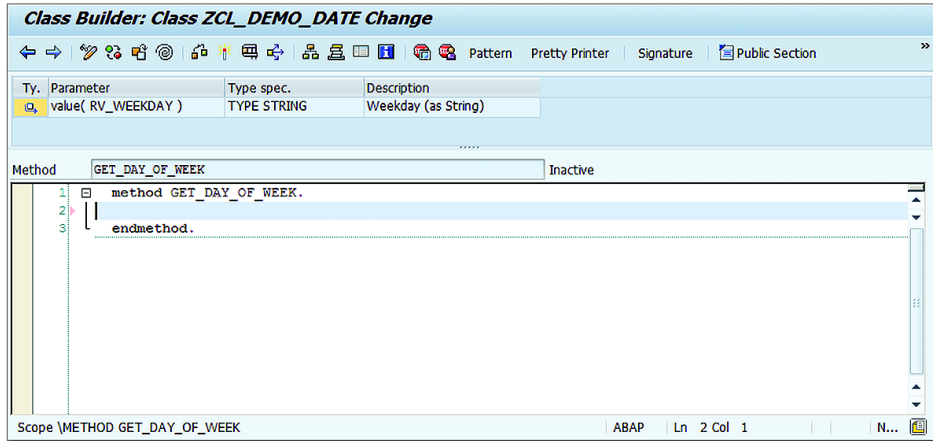 Class Builder: Class ZCL_DEMO_DATE Change
Pattern Pretty Printer Signature Public Section »
Ty. Parameter Type spec. Description
value( RV_WEEKDAY ) TYPE STRING Weekday (as String)
Method GET_DAY_OF_WEEK Inactive
1 method GET_DAY_OF_WEEK.
2
3 endmethod.
Scope \METHOD GET_DAY_OF_WEEK ABAP Ln 2 Col 1 N...